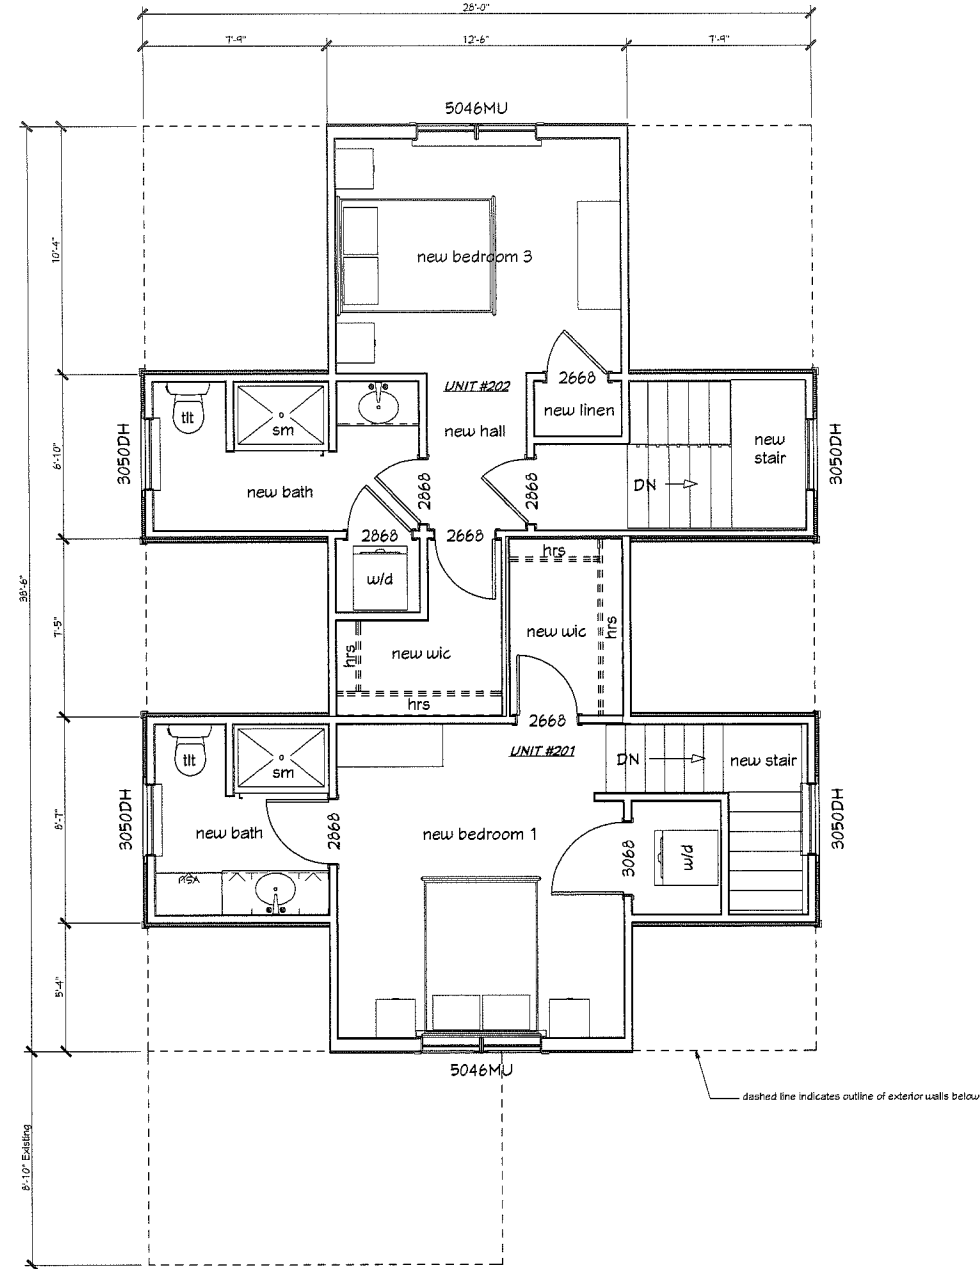 28'-0"
7'-9"
12'-6"
7'-9"
5046MU
10'-4"
new bedroom 3
UNIT #202
2668
new linen
tlt
sm
new hall
3050DH
6'-10"
new bath
2868
2868
DN
new
stair
3050DH
2868
2668
w/d
hrs
38'-6"
7'-5"
new wic
hrs
hrs
new wic
hrs
hrs
2668
UNIT #201
tlt
sm
DN
new stair
3050DH
8'-7"
new bath
2868
new bedroom 1
3068
w/d
3050DH
5'-4"
5046MU
dashed line indicates outline of exterior walls below
8'-10" Existing